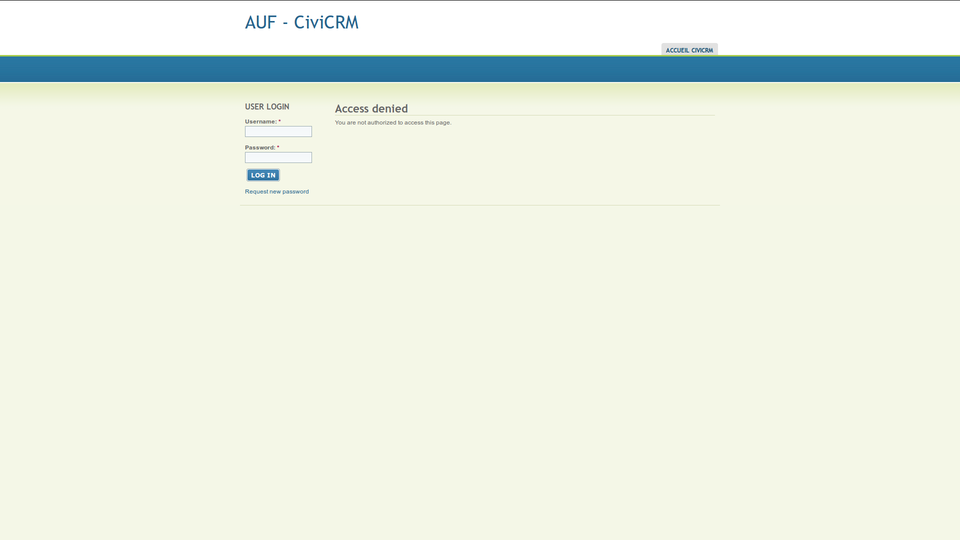 AUF - CiviCRM
ACCUEIL CIVICRM
USER LOGIN
Username: *
Password: *
LOG IN
Request new password
Access denied
You are not authorized to access this page.